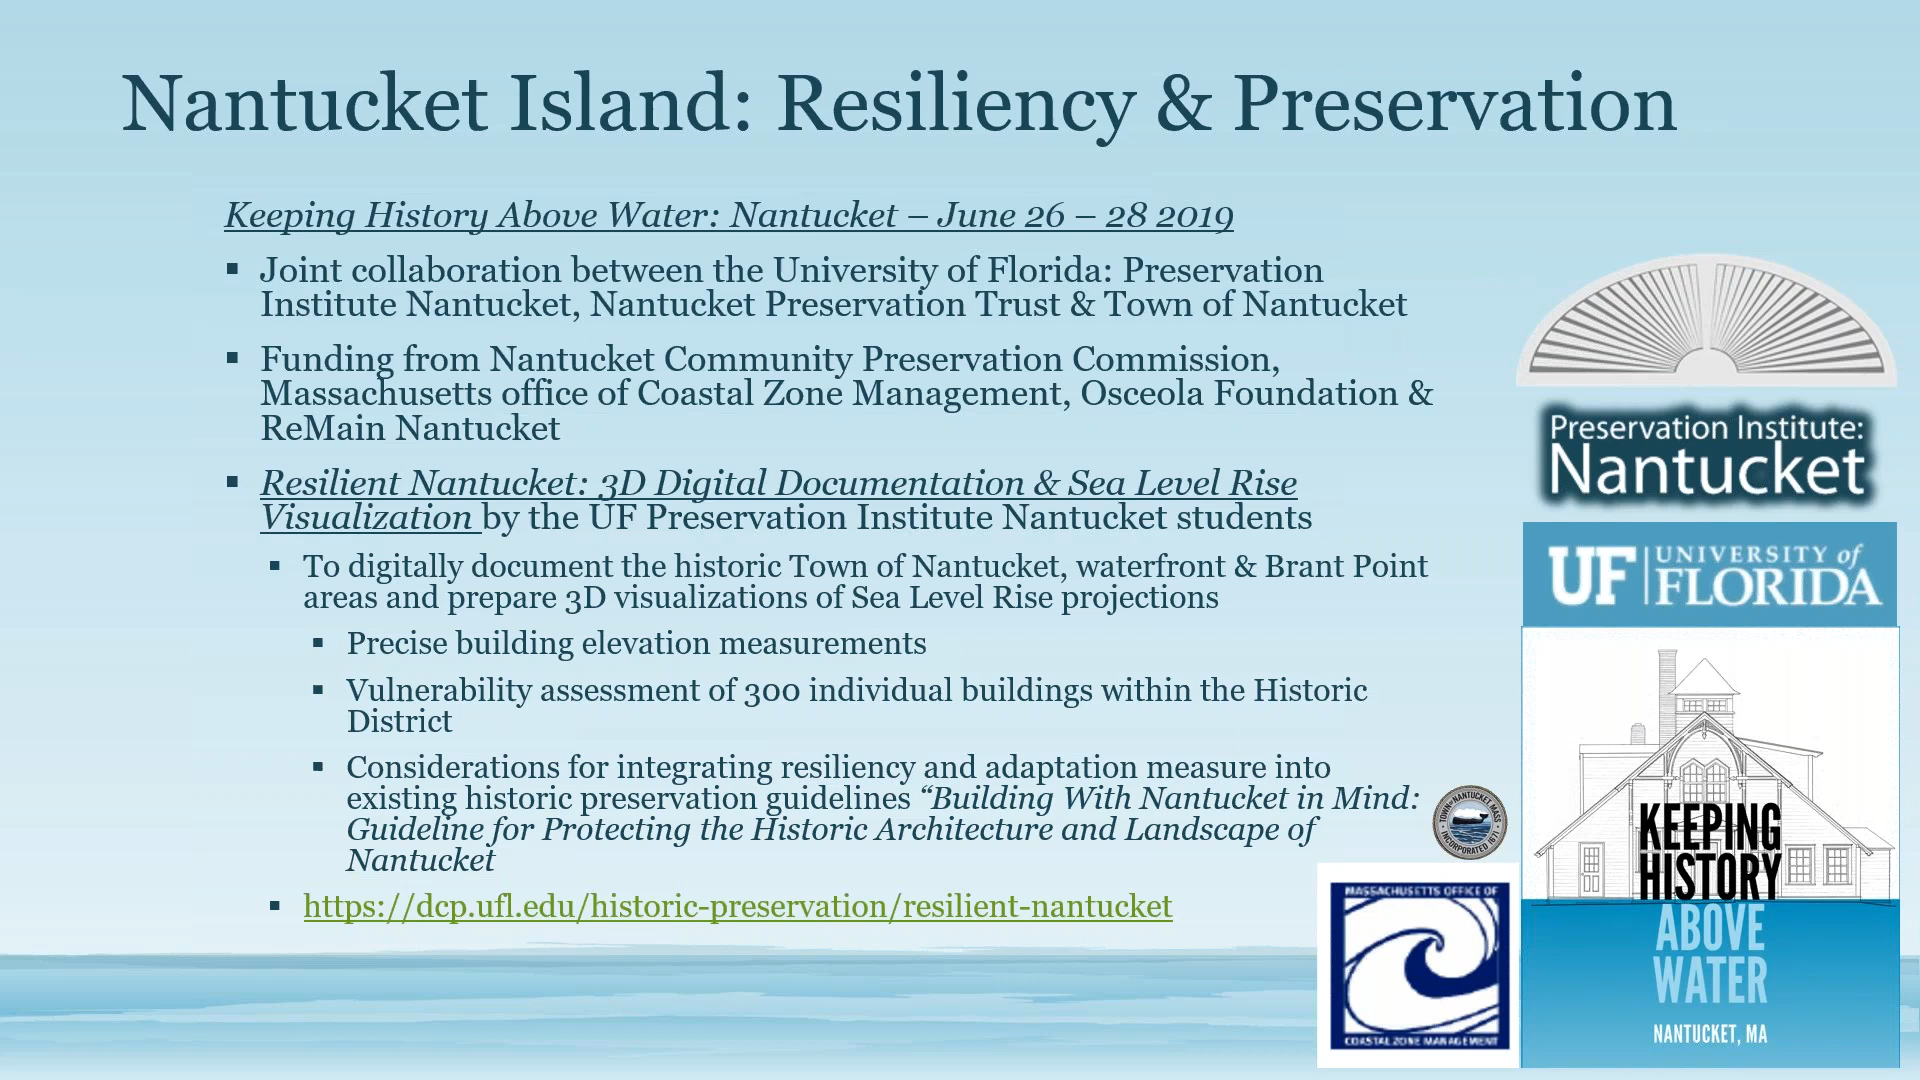 Nantucket Island: Resiliency & Preservation
Keeping History Above Water: Nantucket – June 26 – 28 2019
▪ Joint collaboration between the University of Florida: Preservation
Institute Nantucket, Nantucket Preservation Trust & Town of Nantucket
▪ Funding from Nantucket Community Preservation Commission,
Massachusetts office of Coastal Zone Management, Osceola Foundation &
ReMain Nantucket
▪ Resilient Nantucket: 3D Digital Documentation & Sea Level Rise
Visualization by the UF Preservation Institute Nantucket students
▪ To digitally document the historic Town of Nantucket, waterfront & Brant Point
areas and prepare 3D visualizations of Sea Level Rise projections
▪ Precise building elevation measurements
▪ Vulnerability assessment of 300 individual buildings within the Historic
District
▪ Considerations for integrating resiliency and adaptation measure into
existing historic preservation guidelines “Building With Nantucket in Mind:
Guideline for Protecting the Historic Architecture and Landscape of
Nantucket
▪ https://dcp.ufl.edu/historic-preservation/resilient-nantucket
Preservation Institute:
Nantucket
UF | UNIVERSITY of
FLORIDA
TOWN OF NANTUCKET MASS
INCORPORATED 1671
MASSACHUSETTS OFFICE OF
COASTAL ZONE MANAGEMENT
KEEPING
HISTORY
ABOVE
WATER
NANTUCKET, MA